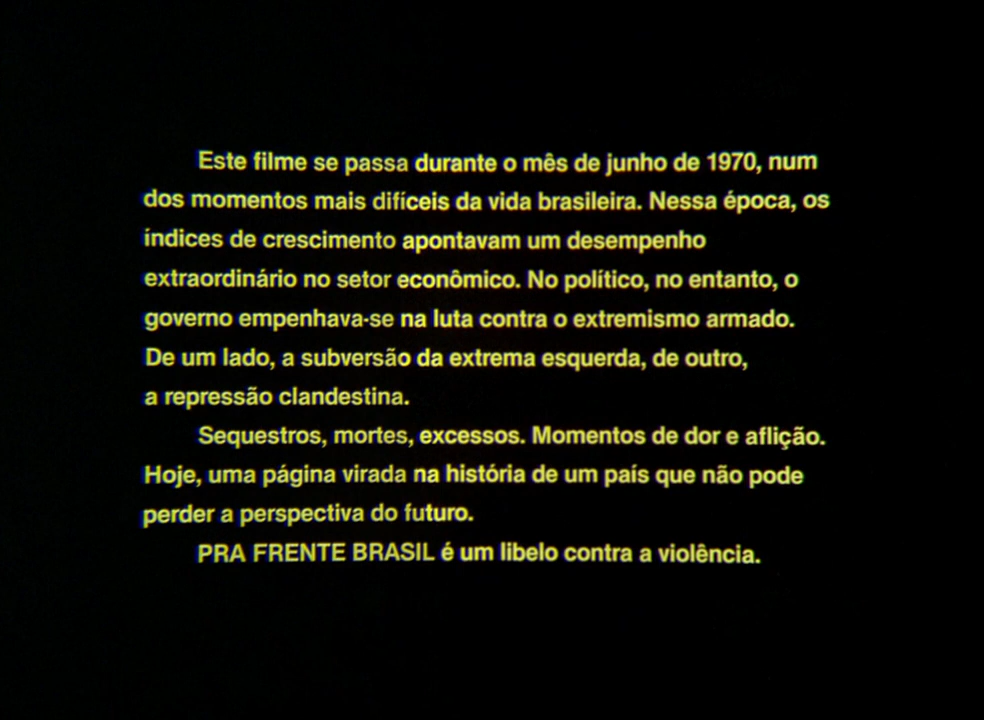 Este filme se passa durante o mês de junho de 1970, num
dos momentos mais difíceis da vida brasileira. Nessa época, os
índices de crescimento apontavam um desempenho
extraordinário no setor econômico. No político, no entanto, o
governo empenhava-se na luta contra o extremismo armado.
De um lado, a subversão da extrema esquerda, de outro,
a repressão clandestina.
Sequestros, mortes, excessos. Momentos de dor e aflição.
Hoje, uma página virada na história de um país que não pode
perder a perspectiva do futuro.
PRA FRENTE BRASIL é um libelo contra a violência.